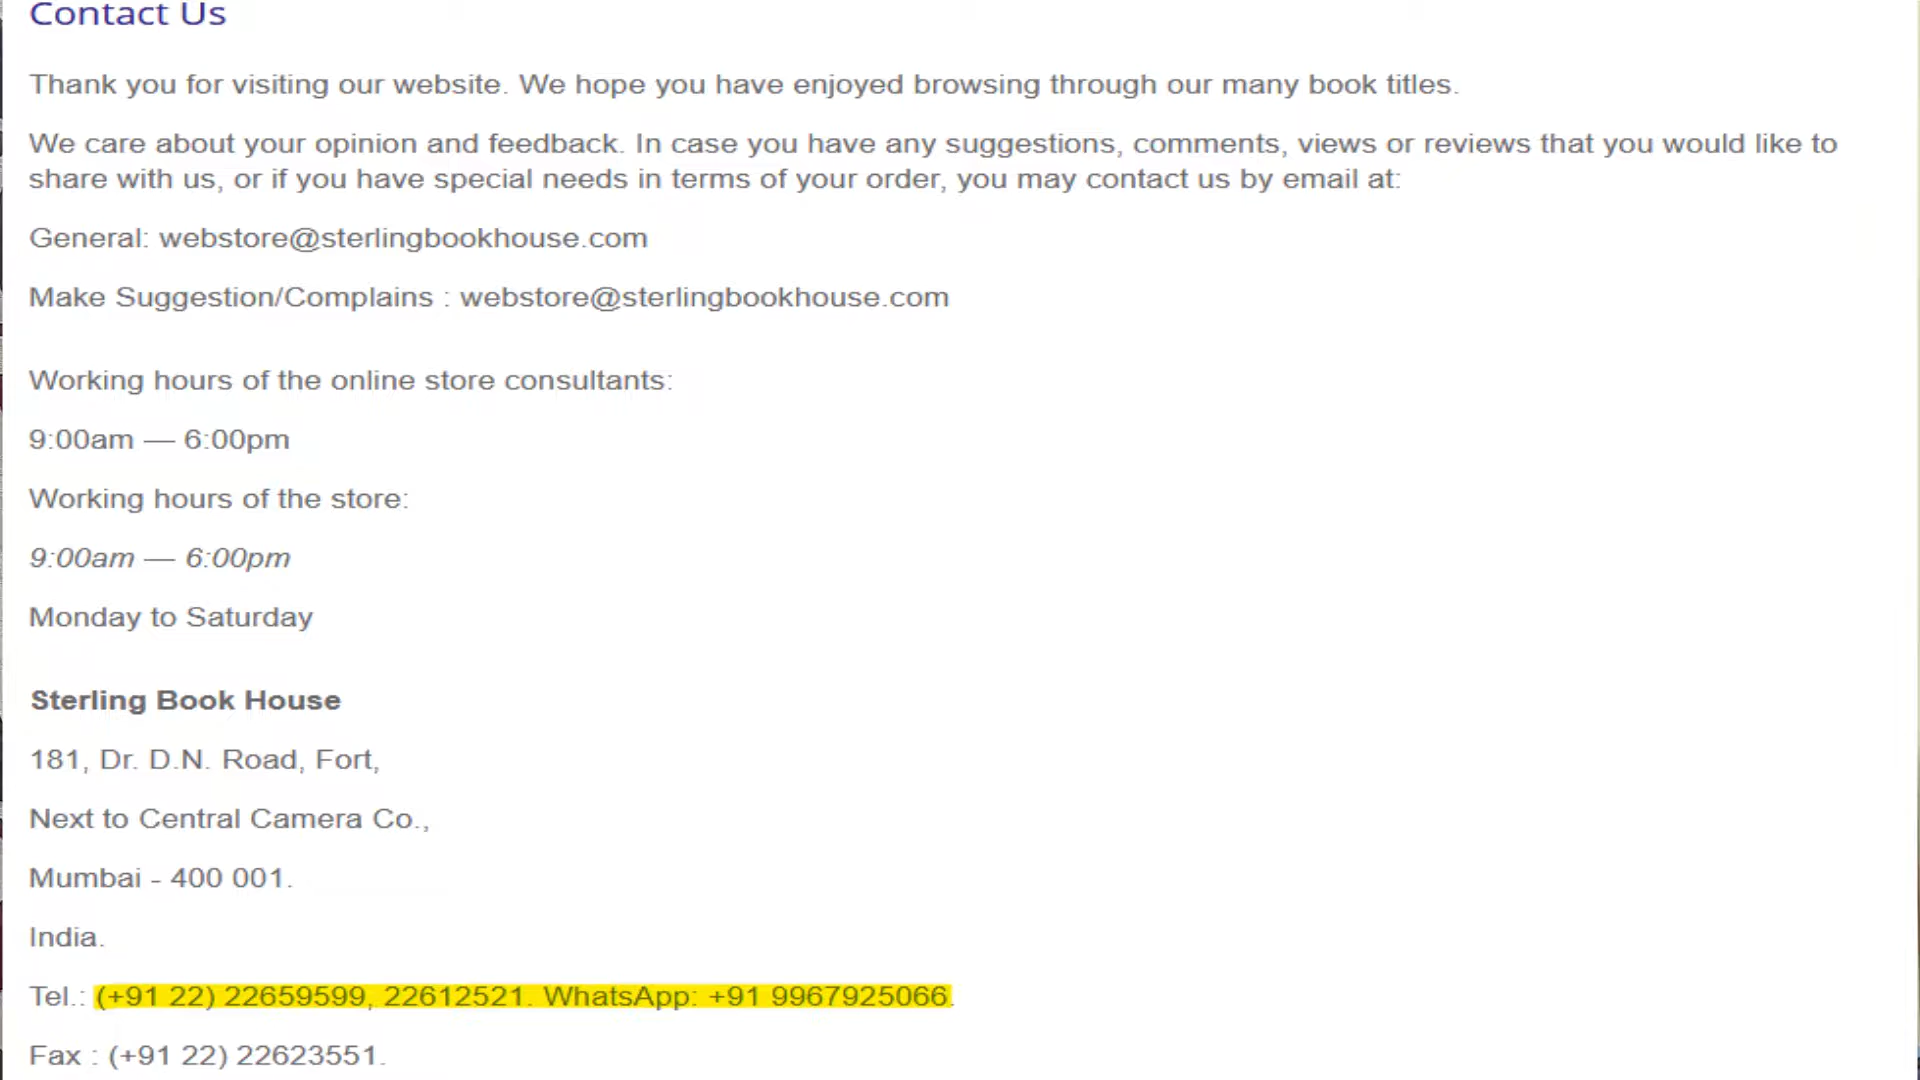 Contact Us
Thank you for visiting our website. We hope you have enjoyed browsing through our many book titles.
We care about your opinion and feedback. In case you have any suggestions, comments, views or reviews that you would like to
share with us, or if you have special needs in terms of your order, you may contact us by email at:
General: webstore@sterlingbookhouse.com
Make Suggestion/Complains : webstore@sterlingbookhouse.com
Working hours of the online store consultants:
9:00am — 6:00pm
Working hours of the store:
9:00am — 6:00pm
Monday to Saturday
Sterling Book House
181, Dr. D.N. Road, Fort,
Next to Central Camera Co.,
Mumbai - 400 001.
India.
Tel.: (+91 22) 22659599, 22612521. WhatsApp: +91 9967925066.
Fax : (+91 22) 22623551.